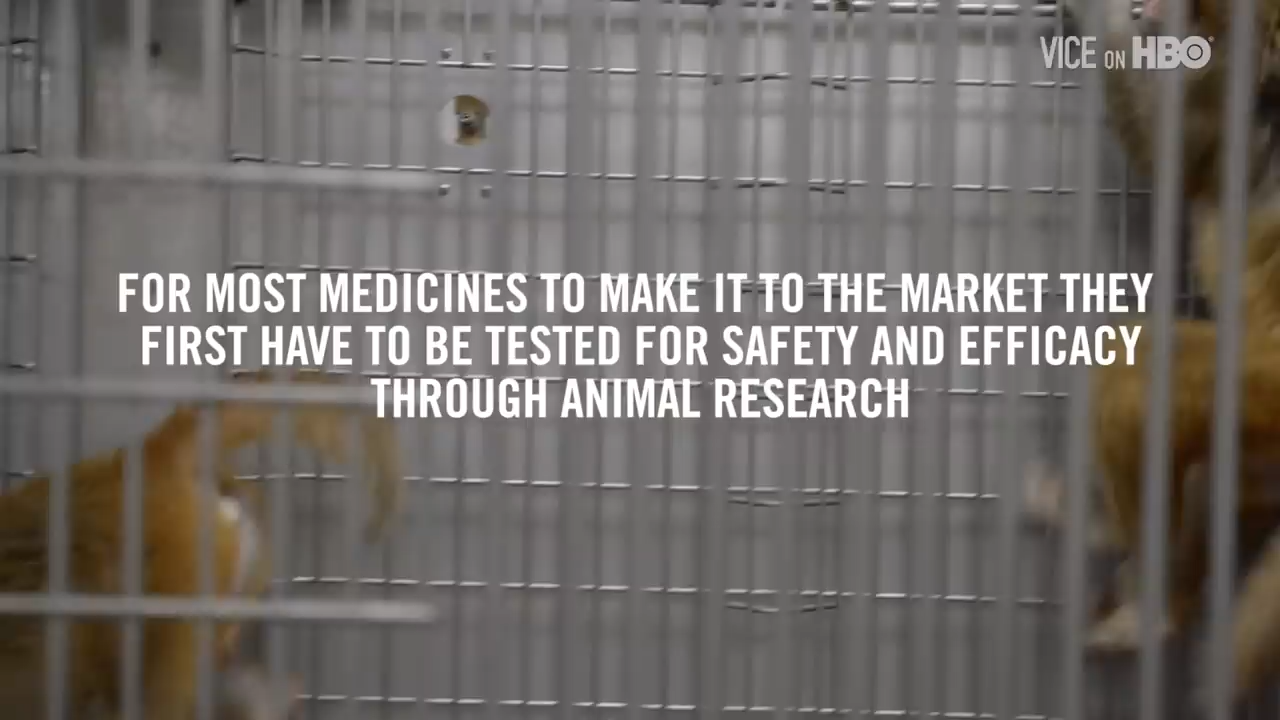 VICE ON HBO
FOR MOST MEDICINES TO MAKE IT TO THE MARKET THEY
FIRST HAVE TO BE TESTED FOR SAFETY AND EFFICACY
THROUGH ANIMAL RESEARCH